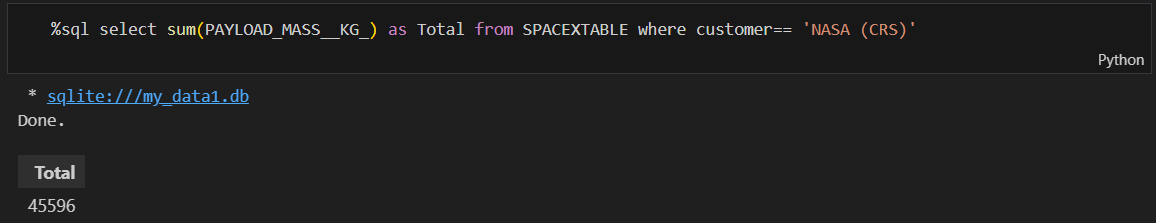 %sql select sum(PAYLOAD_MASS__KG_) as Total from SPACEXTABLE where customer== 'NASA (CRS)'
Python
* sqlite:///my_data1.db
Done.
Total
45596